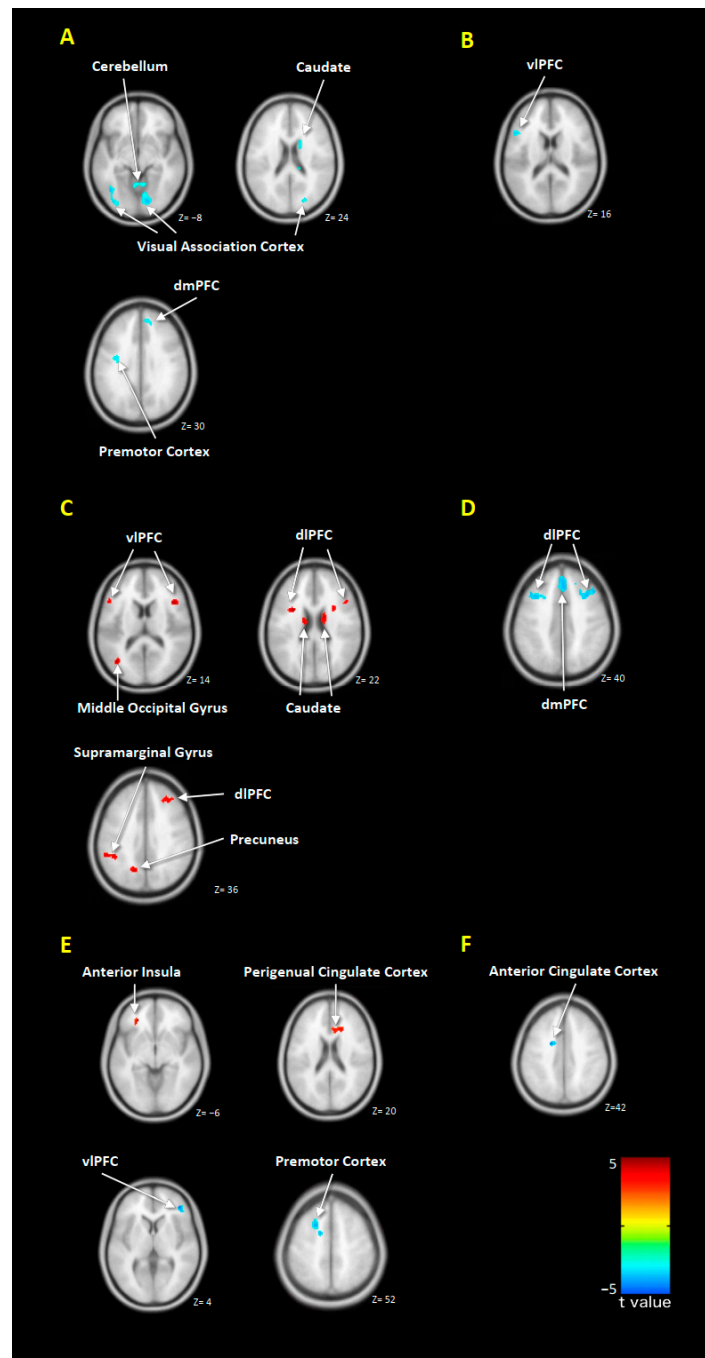 A
B
Cerebellum
Caudate
vlPFC
Z= −8
Z= 24
Z= 16
Visual Association Cortex
dmPFC
Z= 30
Premotor Cortex
C
D
vlPFC
dlPFC
dlPFC
Z= 14
Z= 22
Z= 40
Middle Occipital Gyrus
Caudate
dmPFC
Supramarginal Gyrus
dlPFC
Precuneus
Z= 36
E
F
Anterior Insula
Perigenual Cingulate Cortex
Anterior Cingulate Cortex
Z= −6
Z= 20
Z=42
vlPFC
Premotor Cortex
5
−5
t value
Z= 4
Z= 52